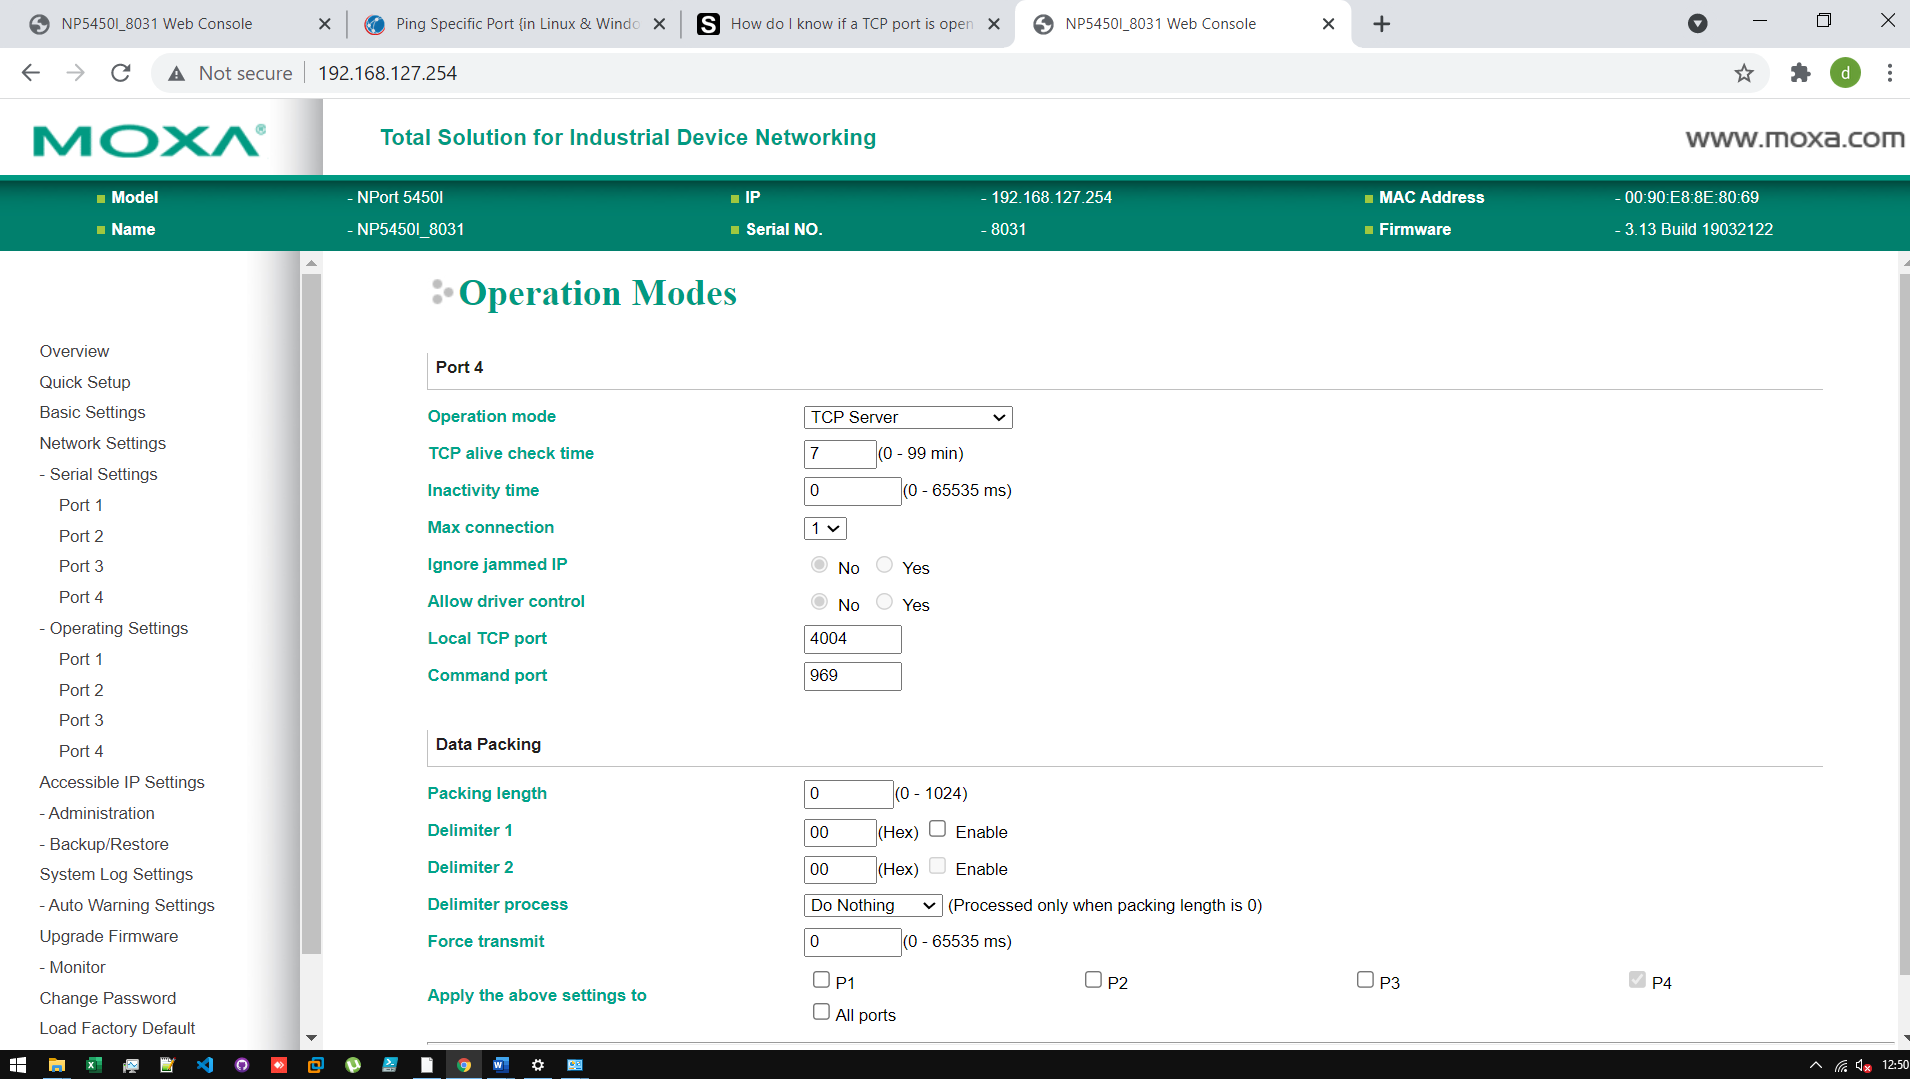 NP5450I_8031 Web Console
Ping Specific Port {in Linux & Windo
How do I know if a TCP port is open
NP5450I_8031 Web Console
Not secure
192.168.127.254
d
MOXA®
Total Solution for Industrial Device Networking
www.moxa.com
Model - NPort 5450I IP - 192.168.127.254 MAC Address - 00:90:E8:8E:80:69
Name - NP5450I_8031 Serial NO. - 8031 Firmware - 3.13 Build 19032122
Overview
Quick Setup
Basic Settings
Network Settings
- Serial Settings
Port 1
Port 2
Port 3
Port 4
- Operating Settings
Port 1
Port 2
Port 3
Port 4
Accessible IP Settings
- Administration
- Backup/Restore
System Log Settings
- Auto Warning Settings
Upgrade Firmware
- Monitor
Change Password
Load Factory Default
Operation Modes
Port 4
Operation mode TCP Server
TCP alive check time 7 (0 - 99 min)
Inactivity time 0 (0 - 65535 ms)
Max connection 1
Ignore jammed IP No Yes
Allow driver control No Yes
Local TCP port 4004
Command port 969
Data Packing
Packing length 0 (0 - 1024)
Delimiter 1 00 (Hex) Enable
Delimiter 2 00 (Hex) Enable
Delimiter process Do Nothing (Processed only when packing length is 0)
Force transmit 0 (0 - 65535 ms)
Apply the above settings to P1 P2 P3 P4
All ports
12:50